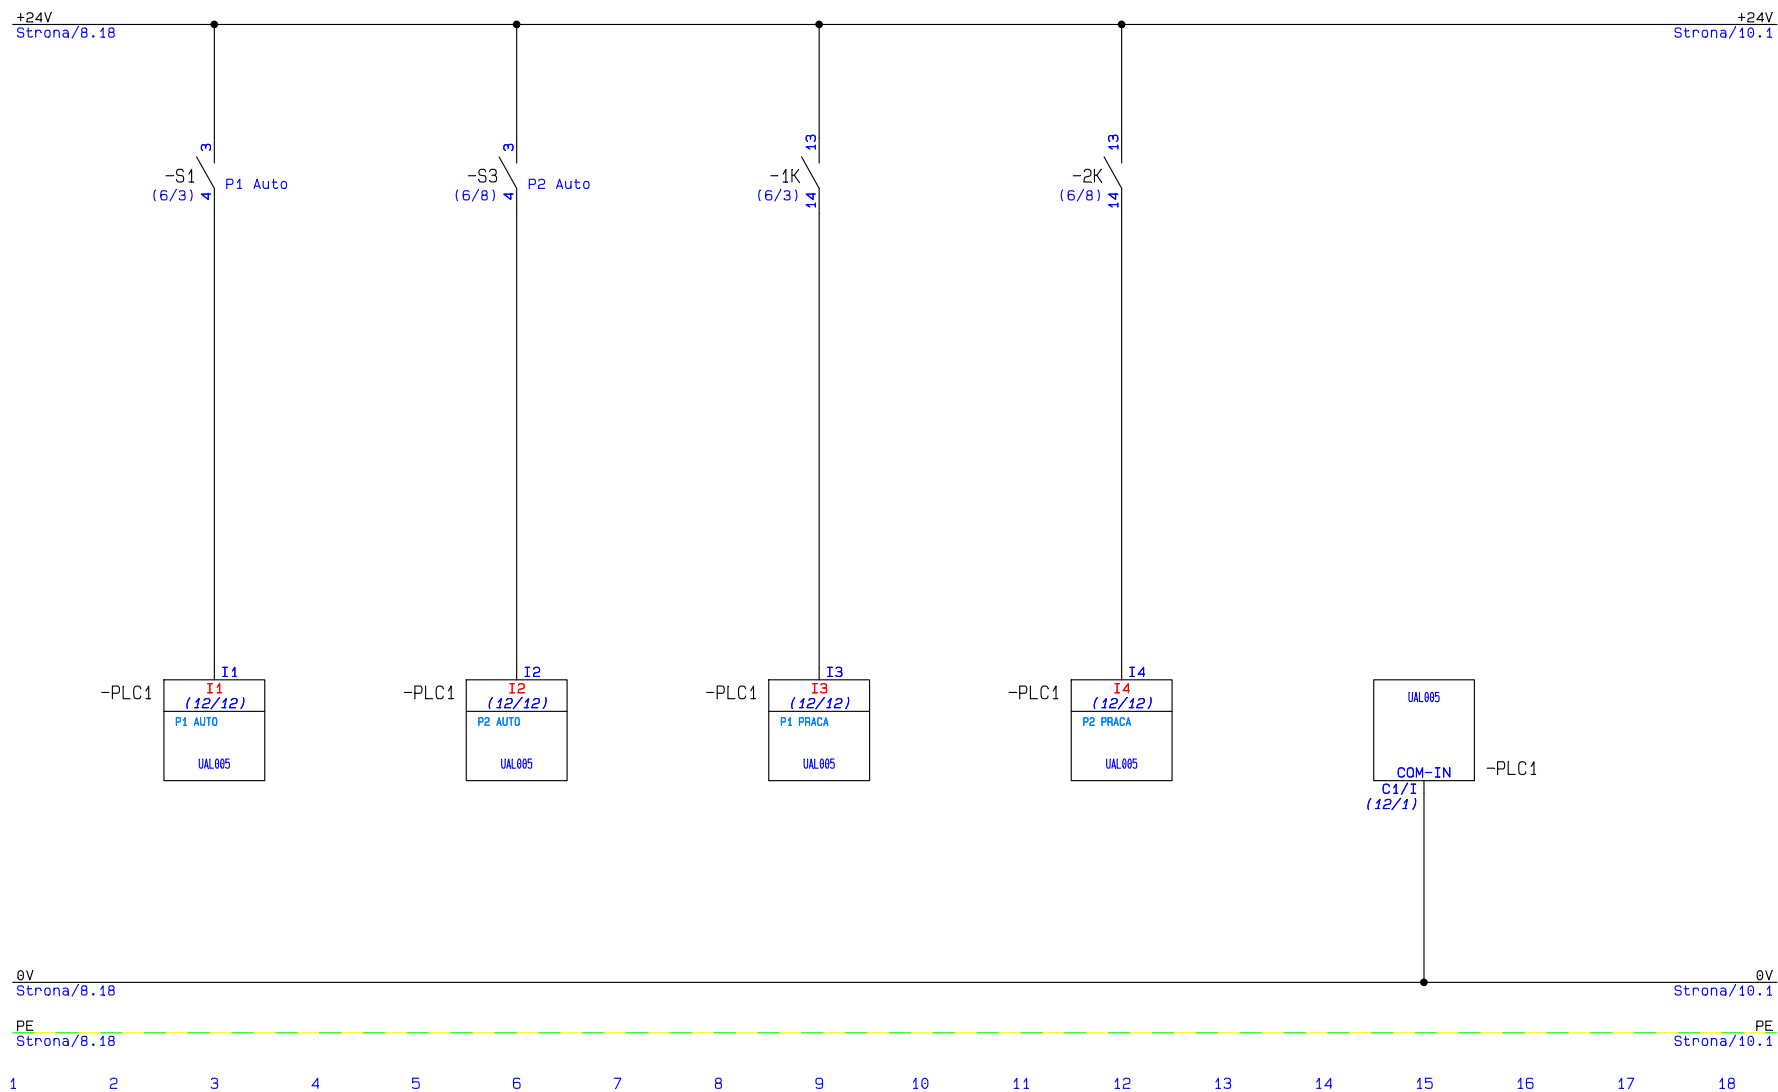 +24V +24V
Strona/8.18 Strona/10.1
3 3 13 13
-S1 P1 Auto -S3 P2 Auto -1K -2K
(6/3) 4 (6/8) 4 (6/3) 14 (6/8) 14
I1 I2 I3 I4
-PLC1 I1 -PLC1 I2 -PLC1 I3 -PLC1 I4 UAL005
(12/12) (12/12) (12/12) (12/12)
P1 AUTO P2 AUTO P1 PRACA P2 PRACA
UAL005 UAL005 UAL005 UAL005
COM-IN -PLC1
C1/I
(12/1)
0V 0V
Strona/8.18 Strona/10.1
PE PE
Strona/8.18 Strona/10.1
1 2 3 4 5 6 7 8 9 10 11 12 13 14 15 16 17 18